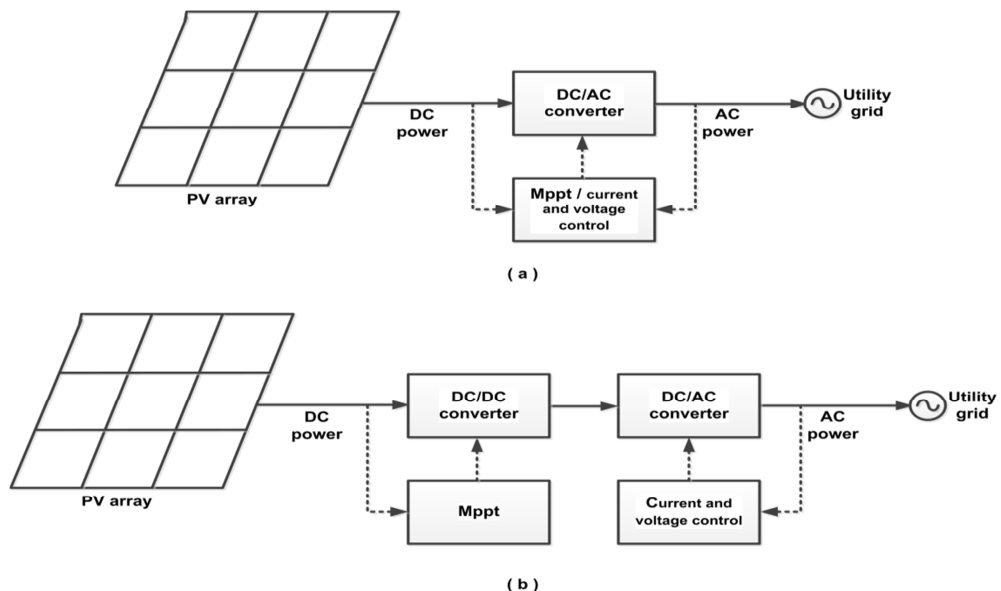 DC/AC
converter
DC
power
AC
power
Utility
grid
PV array
Mppt / current
and voltage
control
( a )
DC/DC
converter
DC/AC
converter
DC
power
AC
power
Utility
grid
PV array
Mppt
Current and
voltage control
( b )